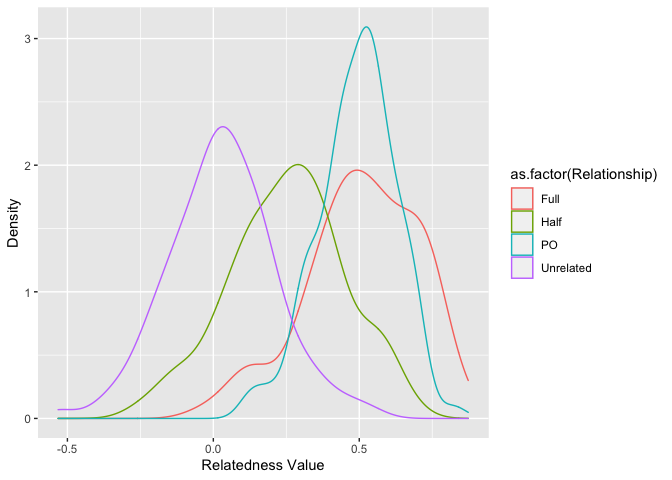 3
2
1
0
Density
-0.5
0.0
0.5
Relatedness Value
as.factor(Relationship)
Full
Half
PO
Unrelated